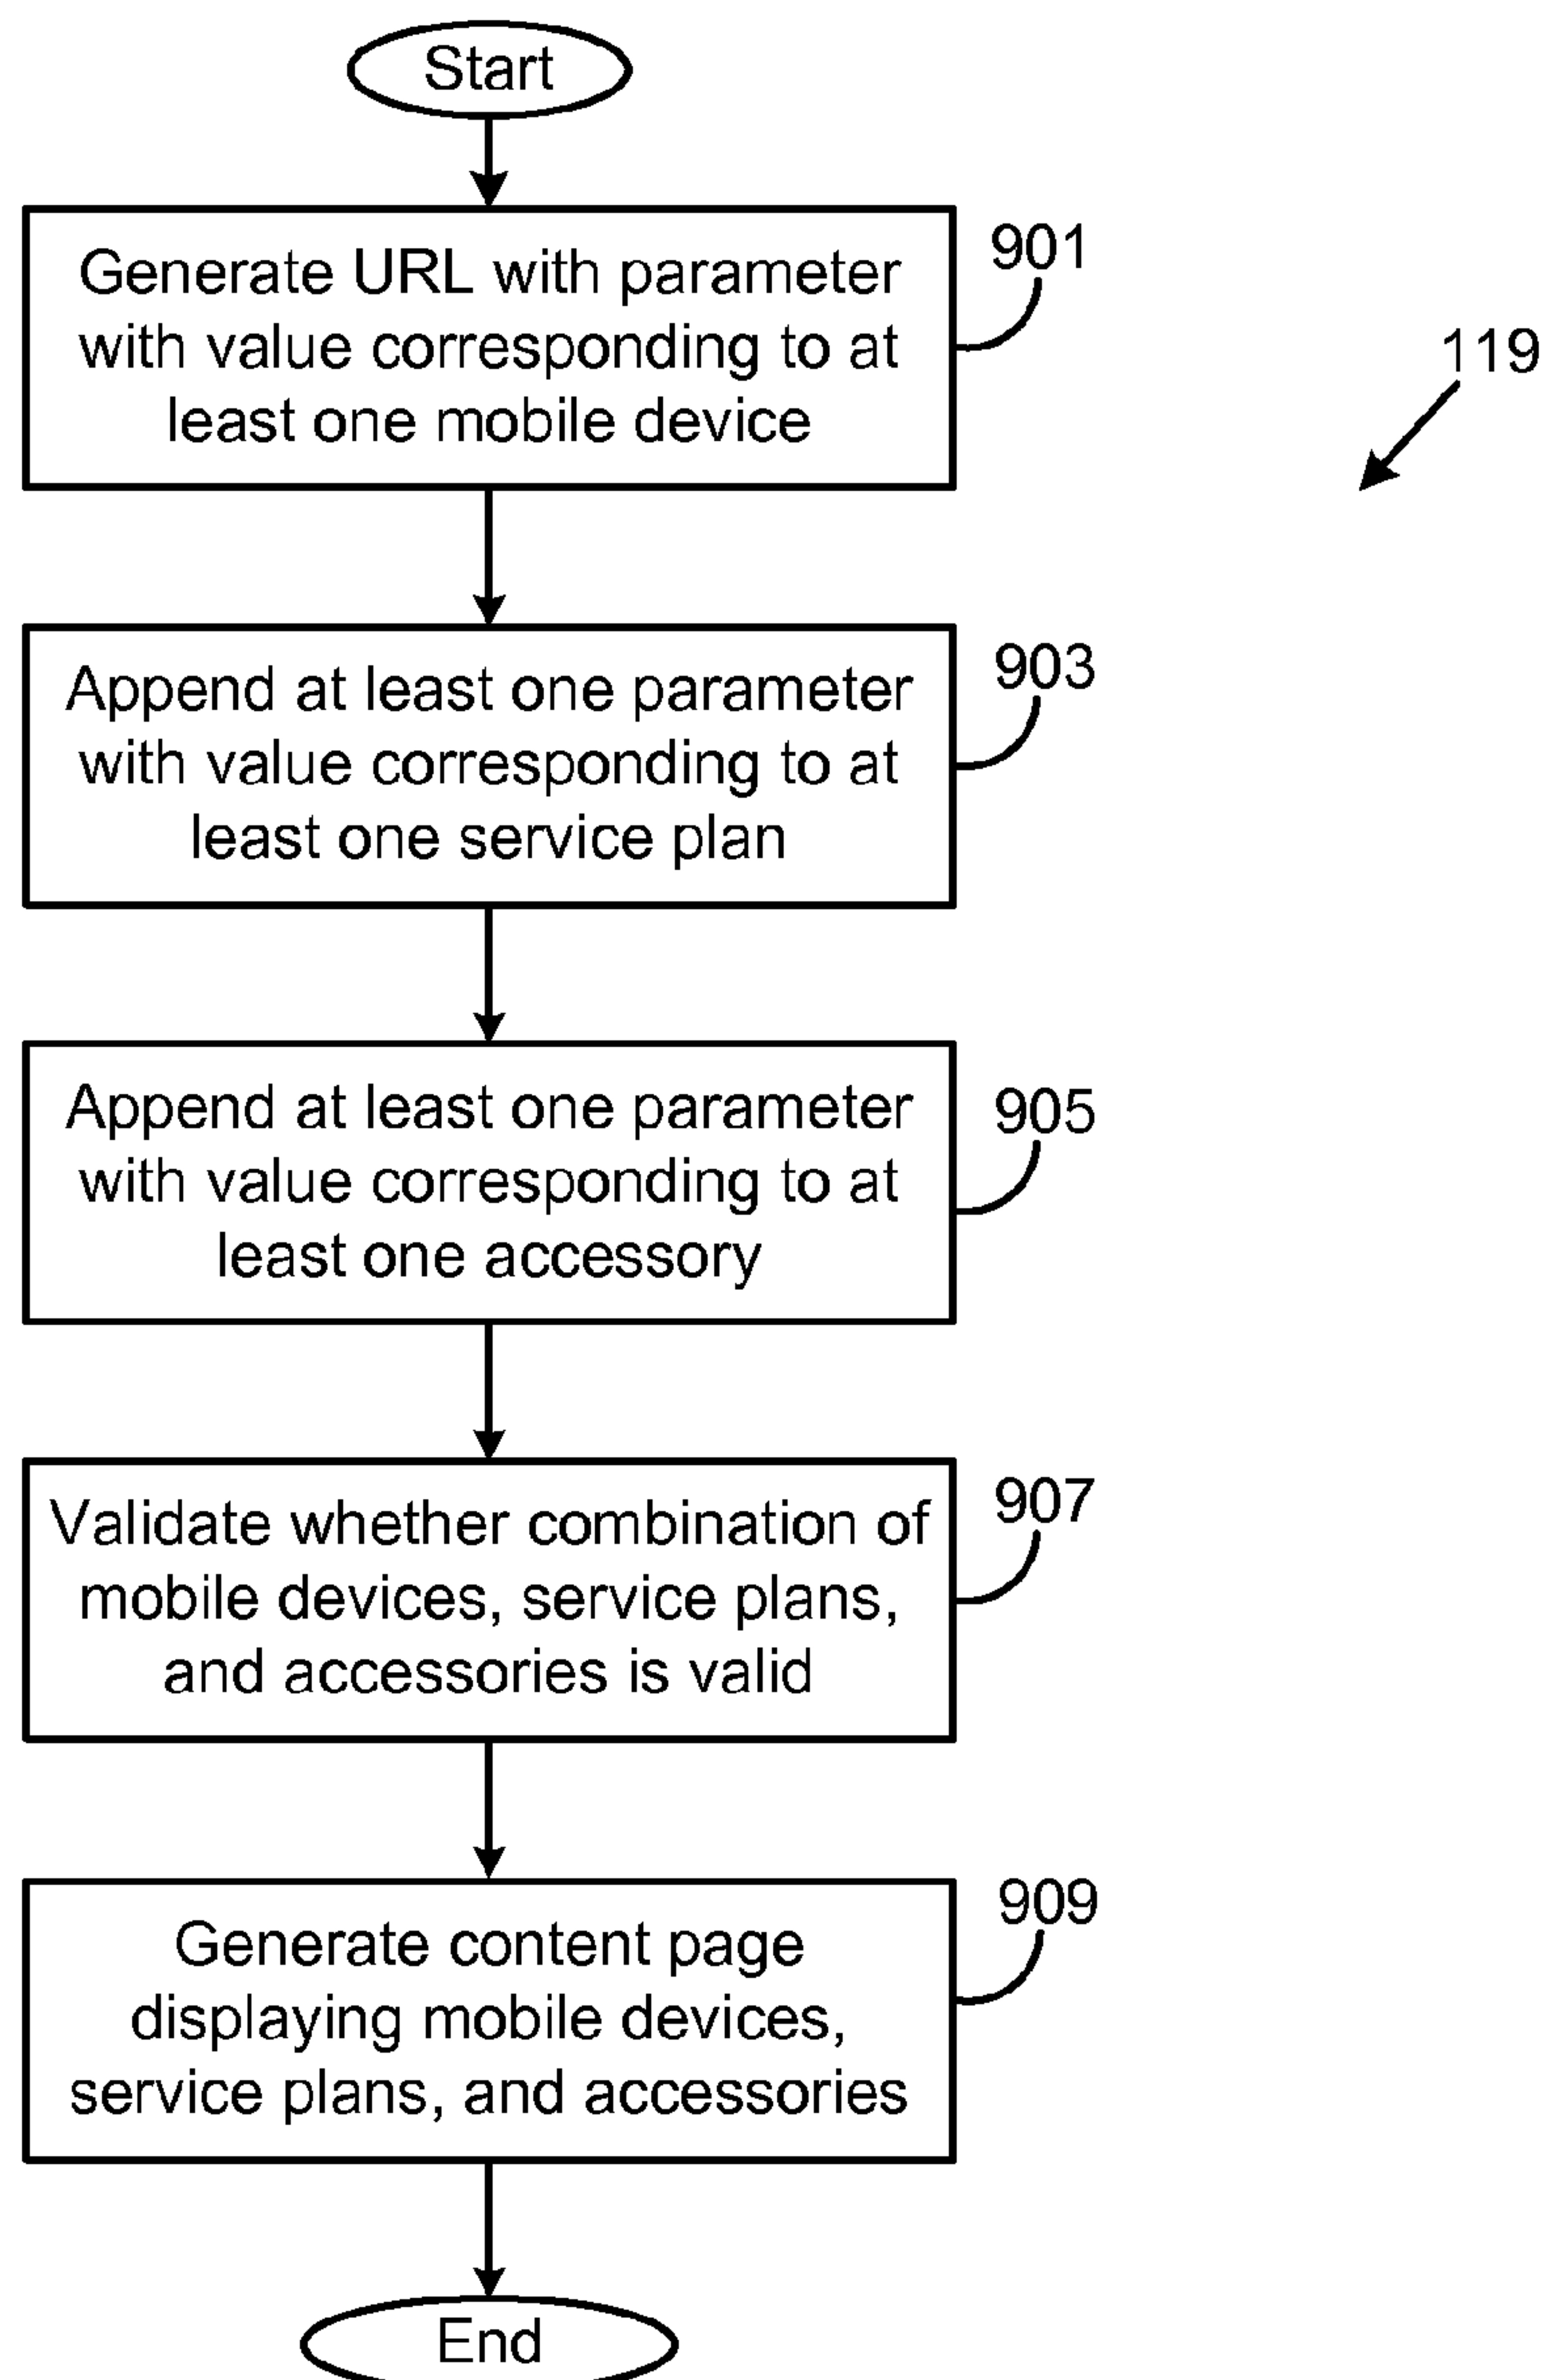 Start
Generate URL with parameter
with value corresponding to at
least one mobile device
901
119
Append at least one parameter
with value corresponding to at
least one service plan
903
Append at least one parameter
with value corresponding to at
least one accessory
905
Validate whether combination of
mobile devices, service plans,
and accessories is valid
907
Generate content page
displaying mobile devices,
service plans, and accessories
909
End